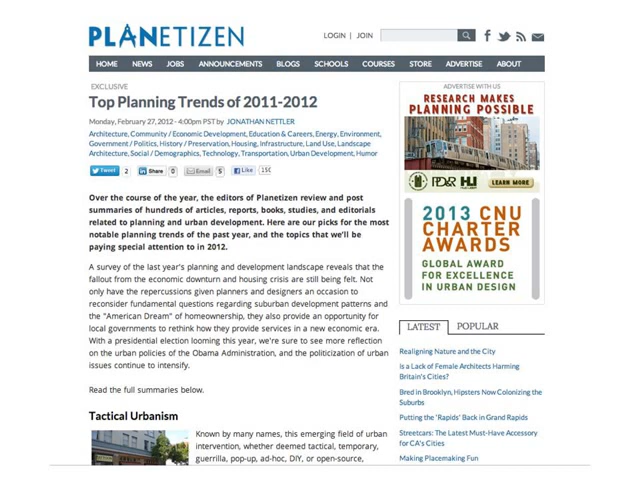 PLANETIZEN
LOGIN | JOIN
HOME NEWS JOBS ANNOUNCEMENTS BLOGS SCHOOLS COURSES STORE ADVERTISE ABOUT
EXCLUSIVE
Top Planning Trends of 2011-2012
Monday, February 27, 2012 - 4:00pm PST by JONATHAN NETTLER
Architecture, Community / Economic Development, Education & Careers, Energy, Environment,
Government / Politics, History / Preservation, Housing, Infrastructure, Land Use, Landscape
Architecture, Social / Demographics, Technology, Transportation, Urban Development, Humor
Tweet 2 Share 0 Email 5 Like 150
Over the course of the year, the editors of Planetizen review and post
summaries of hundreds of articles, reports, books, studies, and editorials
related to planning and urban development. Here are our picks for the most
notable planning trends of the past year, and the topics that we'll be
paying special attention to in 2012.
A survey of the last year's planning and development landscape reveals that the
fallout from the economic downturn and housing crisis are still being felt. Not
only have the repercussions given planners and designers an occasion to
reconsider fundamental questions regarding suburban development patterns and
the "American Dream" of homeownership, they also provide an opportunity for
local governments to rethink how they provide services in a new economic era.
With a presidential election looming this year, we're sure to see more reflection
on the urban policies of the Obama Administration, and the politicization of urban
issues continue to intensify.
Read the full summaries below.
Tactical Urbanism
Known by many names, this emerging field of urban
intervention, whether deemed tactical, temporary,
guerrilla, pop-up, ad-hoc, DIY, or open-source,
ADVERTISE WITH US
RESEARCH MAKES
PLANNING POSSIBLE
PD&R HUD
LEARN MORE
2013 CNU
CHARTER
AWARDS
GLOBAL AWARD
FOR EXCELLENCE
IN URBAN DESIGN
LATEST POPULAR
Realigning Nature and the City
Is a Lack of Female Architects Harming
Britain's Cities?
Bred in Brooklyn, Hipsters Now Colonizing the
Suburbs
Putting the 'Rapids' Back in Grand Rapids
Streetcars: The Latest Must-Have Accessory
for CA's Cities
Making Placemaking Fun